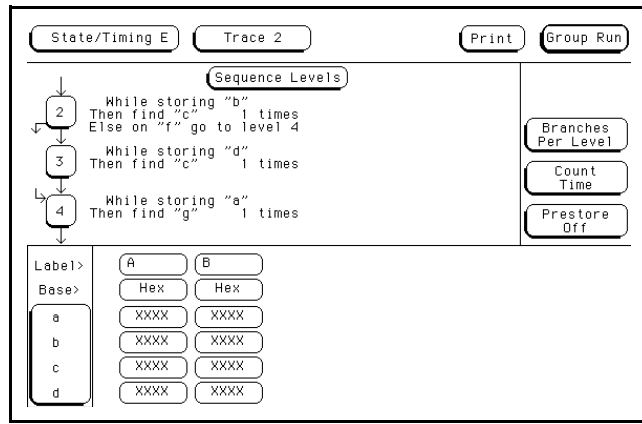 State/Timing E Trace 2 Print Group Run
Sequence Levels
2 While storing "b"
Then find "c" 1 times
Else on "f" go to level 4
3 While storing "d"
Then find "c" 1 times
4 While storing "a"
Then find "g" 1 times
Branches
Per Level
Count
Time
Prestore
Off
Label> A B
Base> Hex Hex
a XXXX XXXX
b XXXX XXXX
c XXXX XXXX
d XXXX XXXX